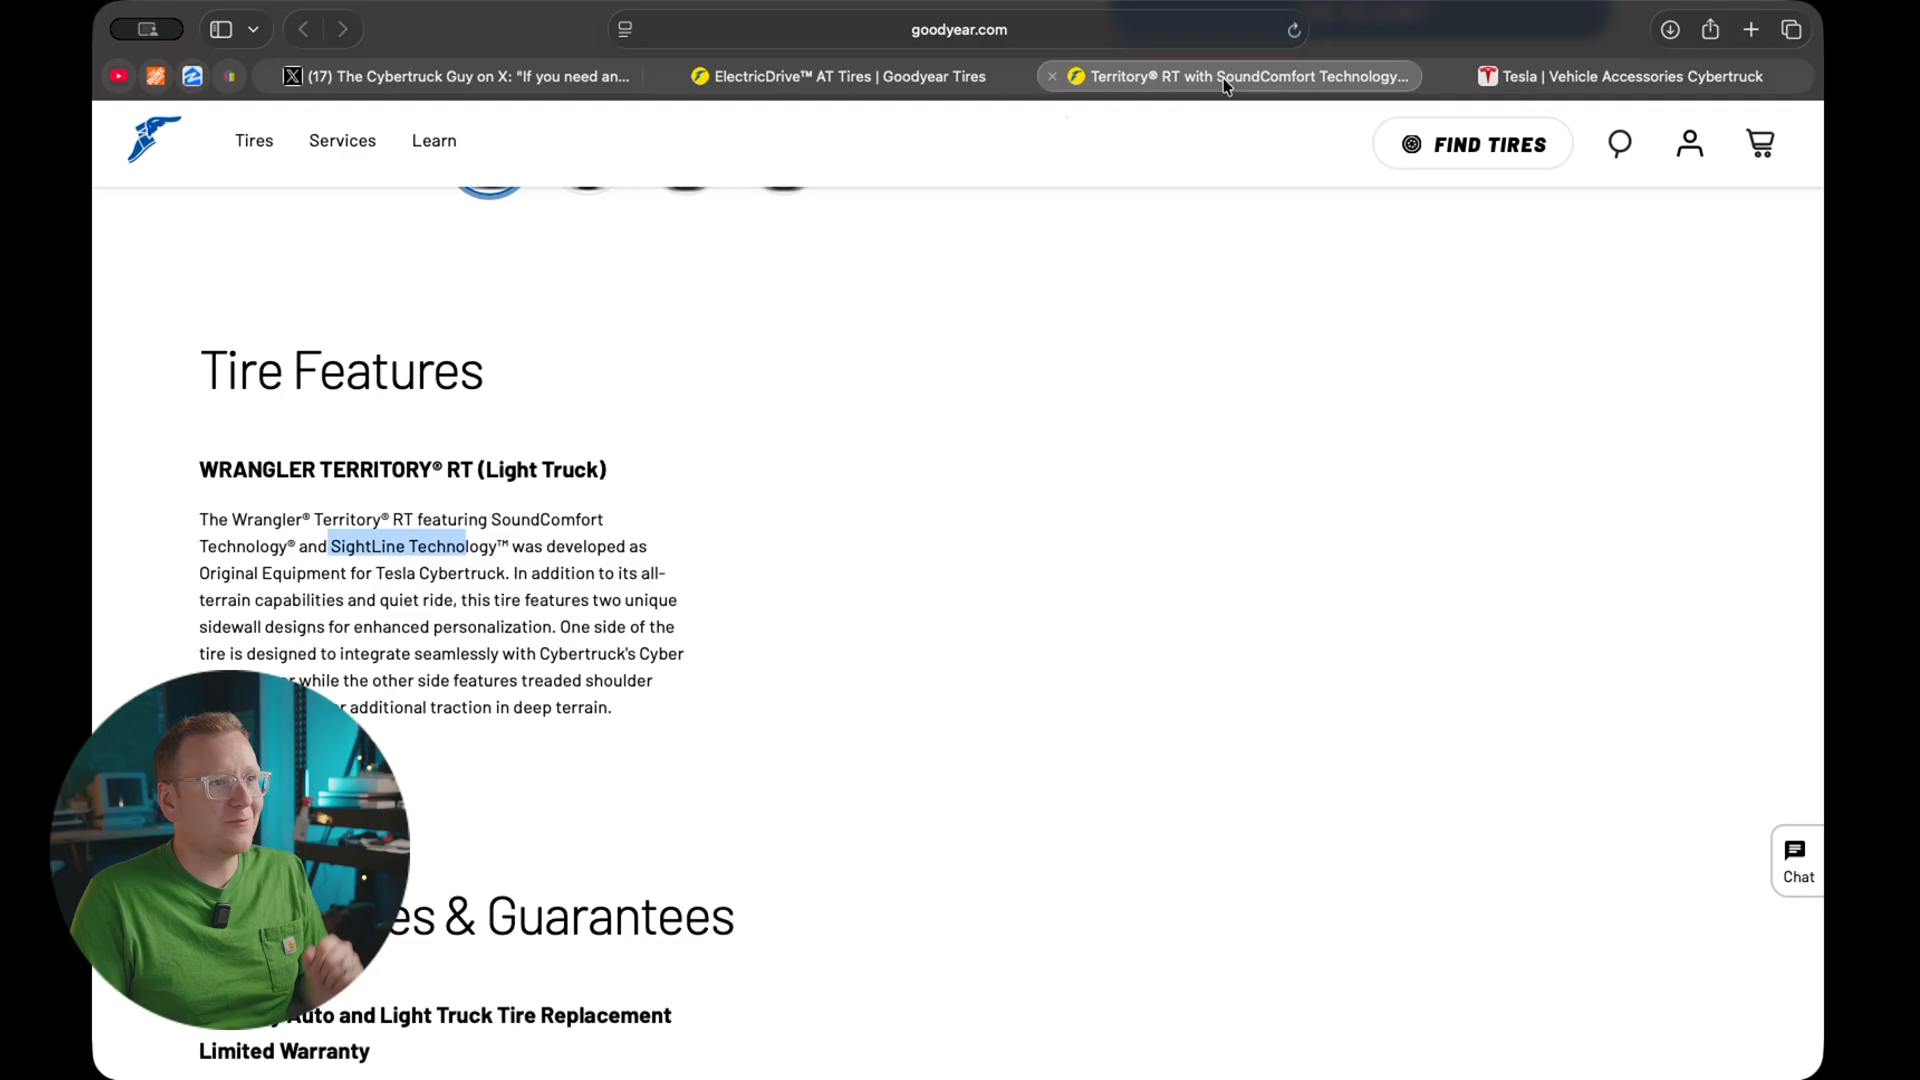 goodyear.com
(17) The Cybertruck Guy on X: "If you need an...
ElectricDrive™ AT Tires | Goodyear Tires
Territory® RT with SoundComfort Technology...
Tesla | Vehicle Accessories Cybertruck
Tires
Services
Learn
FIND TIRES
Tire Features
WRANGLER TERRITORY® RT (Light Truck)
The Wrangler® Territory® RT featuring SoundComfort
Technology® and SightLine Technology™ was developed as
Original Equipment for Tesla Cybertruck. In addition to its all-
terrain capabilities and quiet ride, this tire features two unique
sidewall designs for enhanced personalization. One side of the
tire is designed to integrate seamlessly with Cybertruck's Cyber
while the other side features treaded shoulder
additional traction in deep terrain.
Chat
& Guarantees
Auto and Light Truck Tire Replacement
Limited Warranty